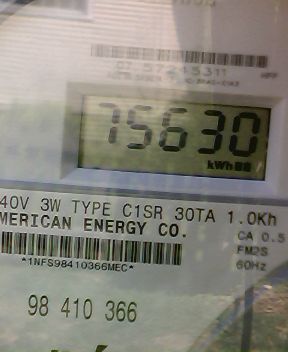 75630
kWh
40V 3W TYPE C1SR 30TA 1.0Kh
MERICAN ENERGY CO.
CA 0.5
FM2S
60Hz
*1NFS98410366MEC*
98 410 366